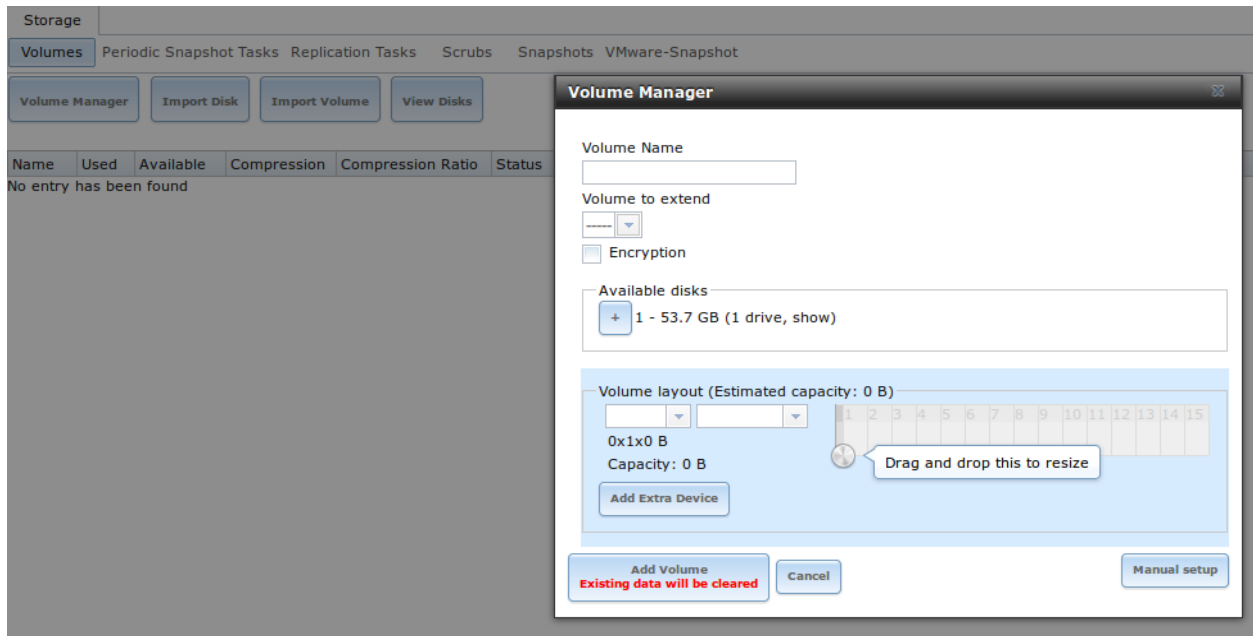 Storage
Volumes Periodic Snapshot Tasks Replication Tasks Scrubs Snapshots VMware-Snapshot
Volume Manager Import Disk Import Volume View Disks
Name Used Available Compression Compression Ratio Status
No entry has been found
Volume Manager
Volume Name
Volume to extend
-----
Encryption
Available disks
+ 1 - 53.7 GB (1 drive, show)
Volume layout (Estimated capacity: 0 B)
1 2 3 4 5 6 7 8 9 10 11 12 13 14 15
0x1x0 B
Capacity: 0 B
Drag and drop this to resize
Add Extra Device
Add Volume
Existing data will be cleared
Cancel
Manual setup